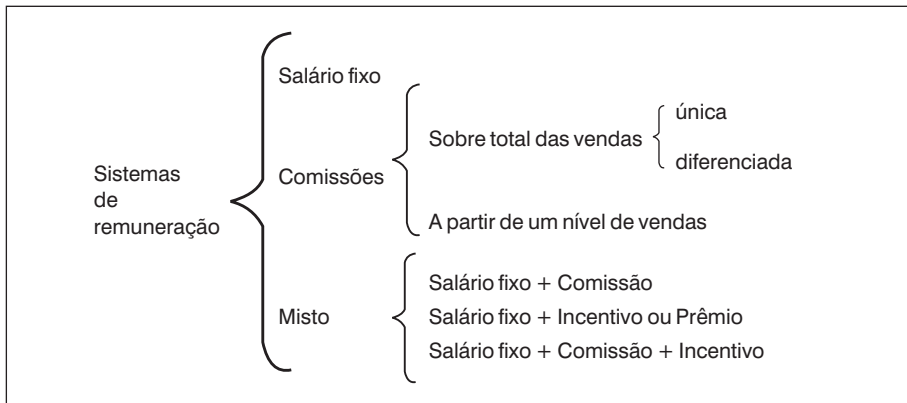 Sistemas
de
remuneração
Salário fixo
Comissões
Sobre total das vendas
única
diferenciada
A partir de um nível de vendas
Misto
Salário fixo + Comissão
Salário fixo + Incentivo ou Prêmio
Salário fixo + Comissão + Incentivo